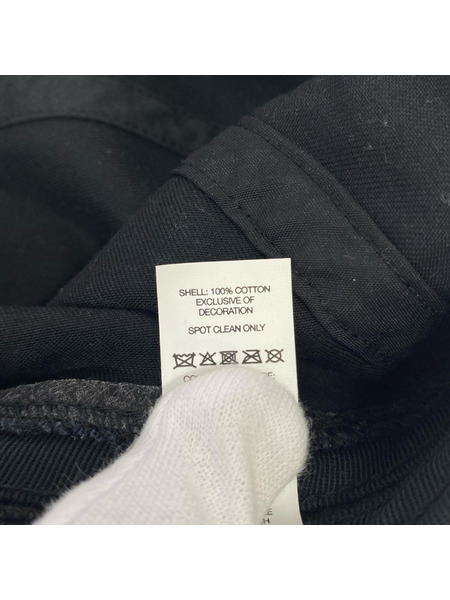 SHELL: 100% COTTON
EXCLUSIVE OF
DECORATION
SPOT CLEAN ONLY